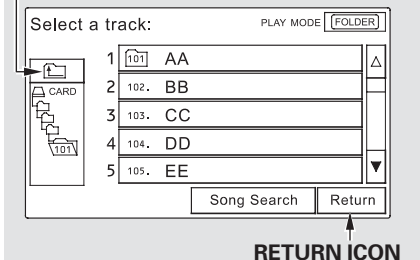 Select a track: PLAY MODE FOLDER
1 101 AA
CARD
2 102. BB
3 103. CC
4 104. DD
101
5 105. EE
Song Search Return
RETURN ICON